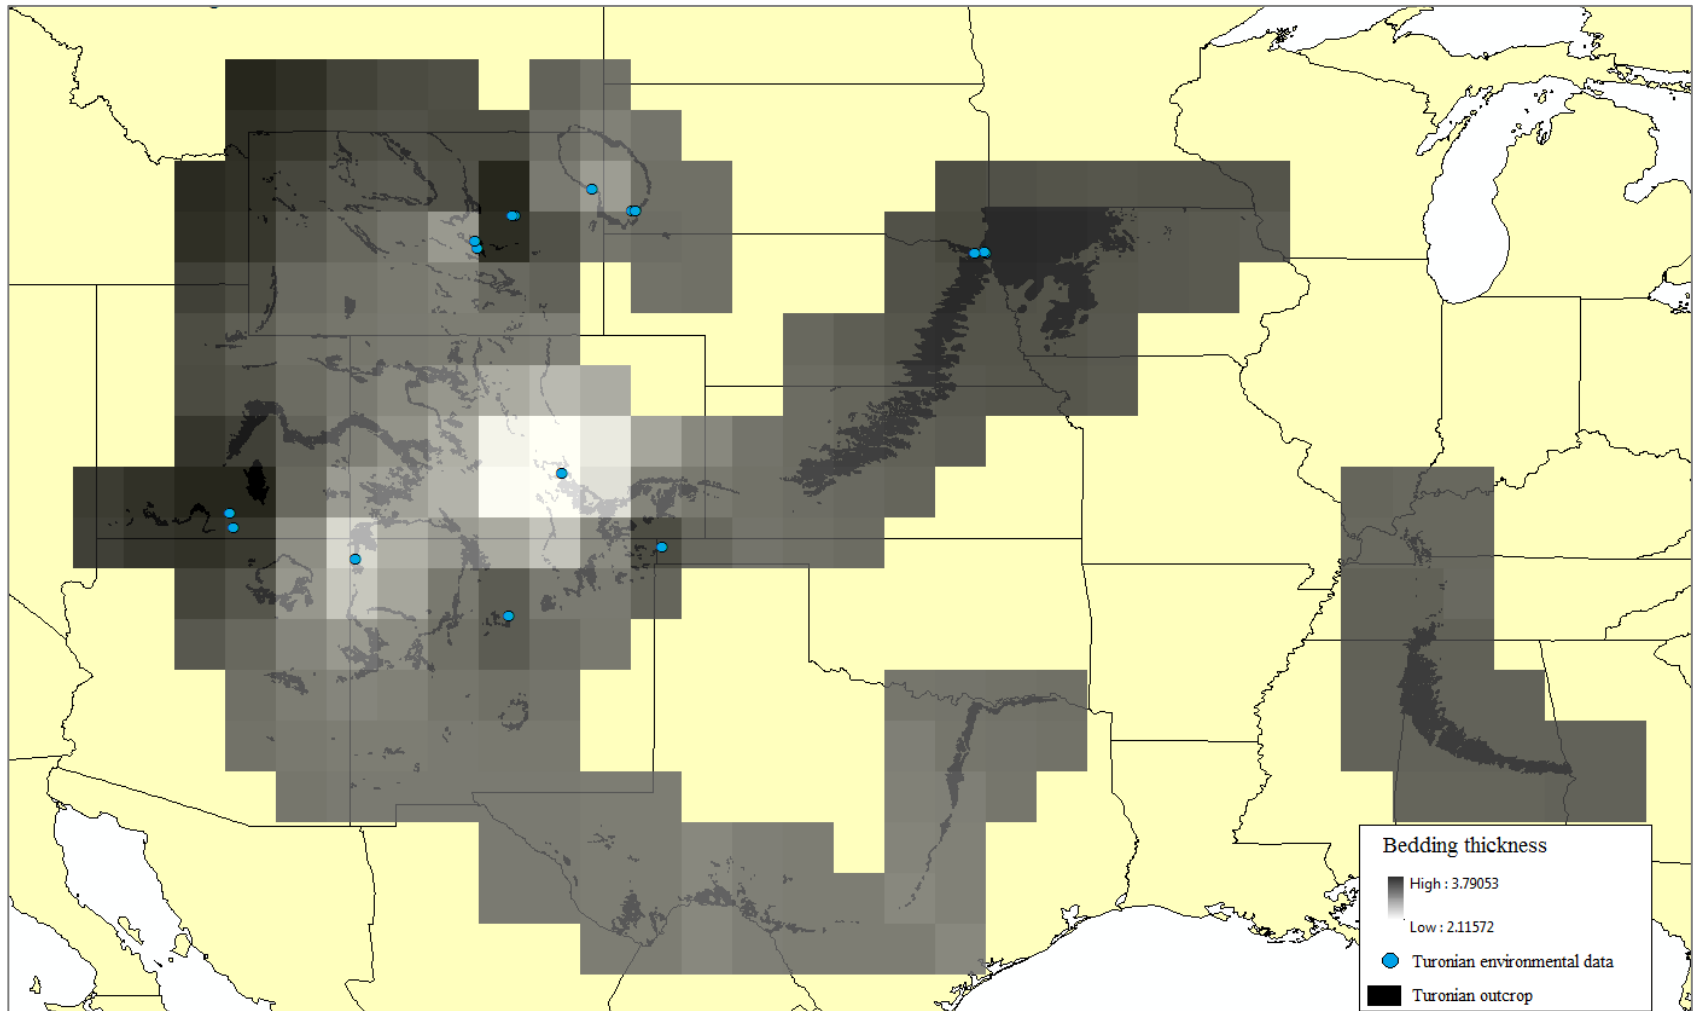 Bedding thickness
High : 3.79053
Low : 2.11572
Turonian environmental data
Turonian outcrop